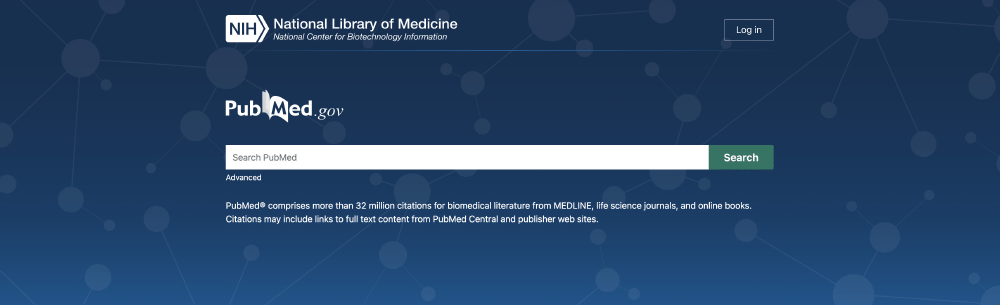 NIH National Library of Medicine
National Center for Biotechnology Information
Log in
PubMed.gov
Search PubMed
Search
Advanced
PubMed® comprises more than 32 million citations for biomedical literature from MEDLINE, life science journals, and online books.
Citations may include links to full text content from PubMed Central and publisher web sites.